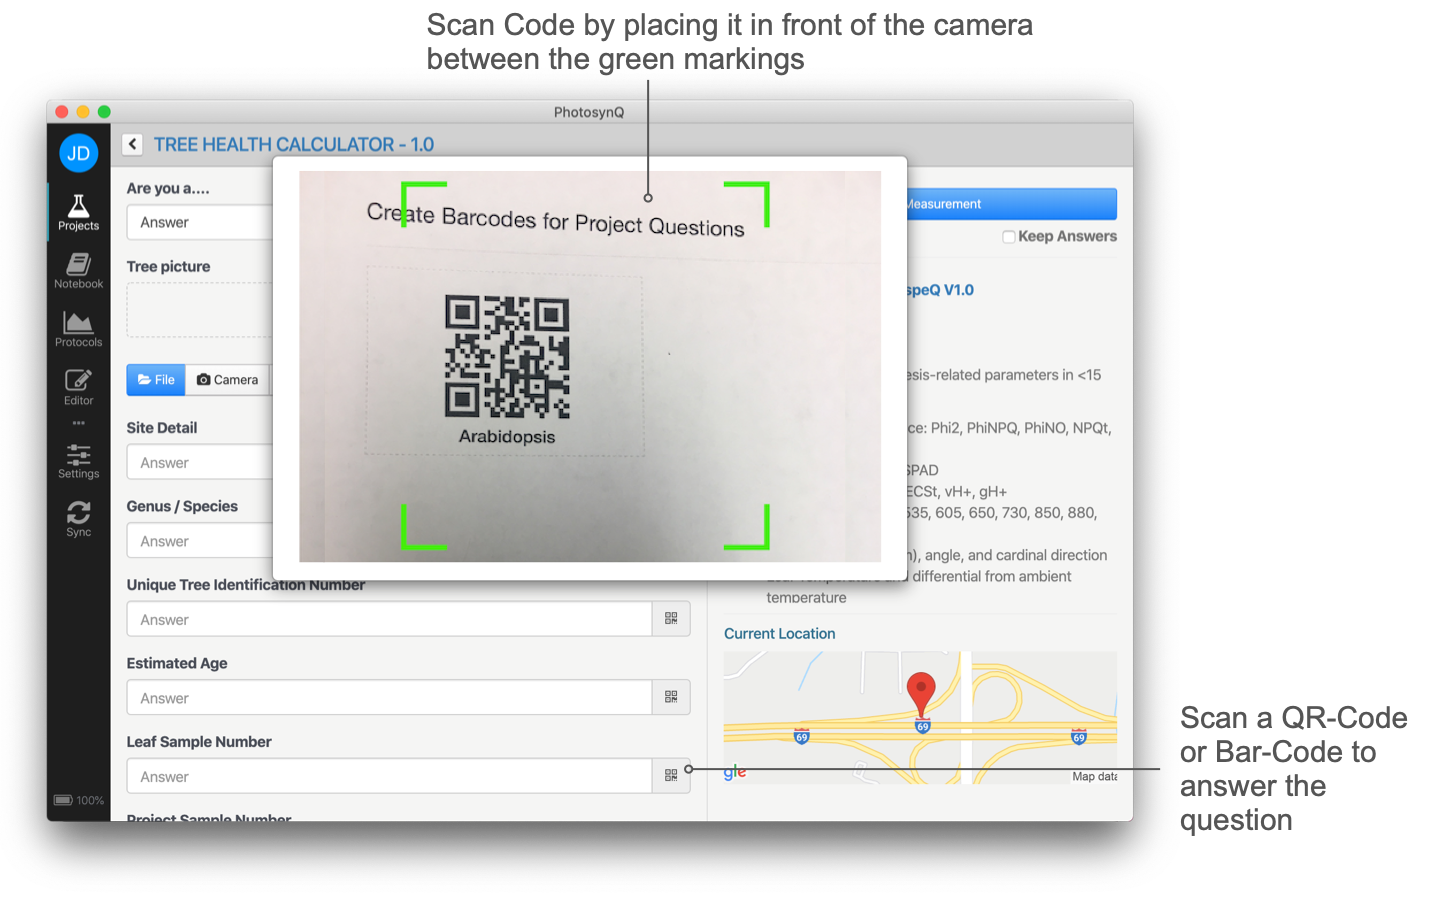 Scan Code by placing it in front of the camera
between the green markings
PhotosynQ
JD
TREE HEALTH CALCULATOR - 1.0
Projects
Notebook
Protocols
Editor
Settings
Sync
100%
Are you a....
Answer
Tree picture
File
Camera
Site Detail
Answer
Genus / Species
Answer
Unique Tree Identification Number
Answer
Estimated Age
Answer
Leaf Sample Number
Answer
Project Sample Number
Create Barcodes for Project Questions
Arabidopsis
Measurement
Keep Answers
speQ V1.0
esis-related parameters in <15
ce: Phi2, PhiNPQ, PhiNO, NPQt,
SPAD
ECSt, vH+, gH+
535, 605, 650, 730, 850, 880,
), angle, and cardinal direction
differential from ambient
temperature
Current Location
69
69
69
gle
Map data
Scan a QR-Code
or Bar-Code to
answer the
question